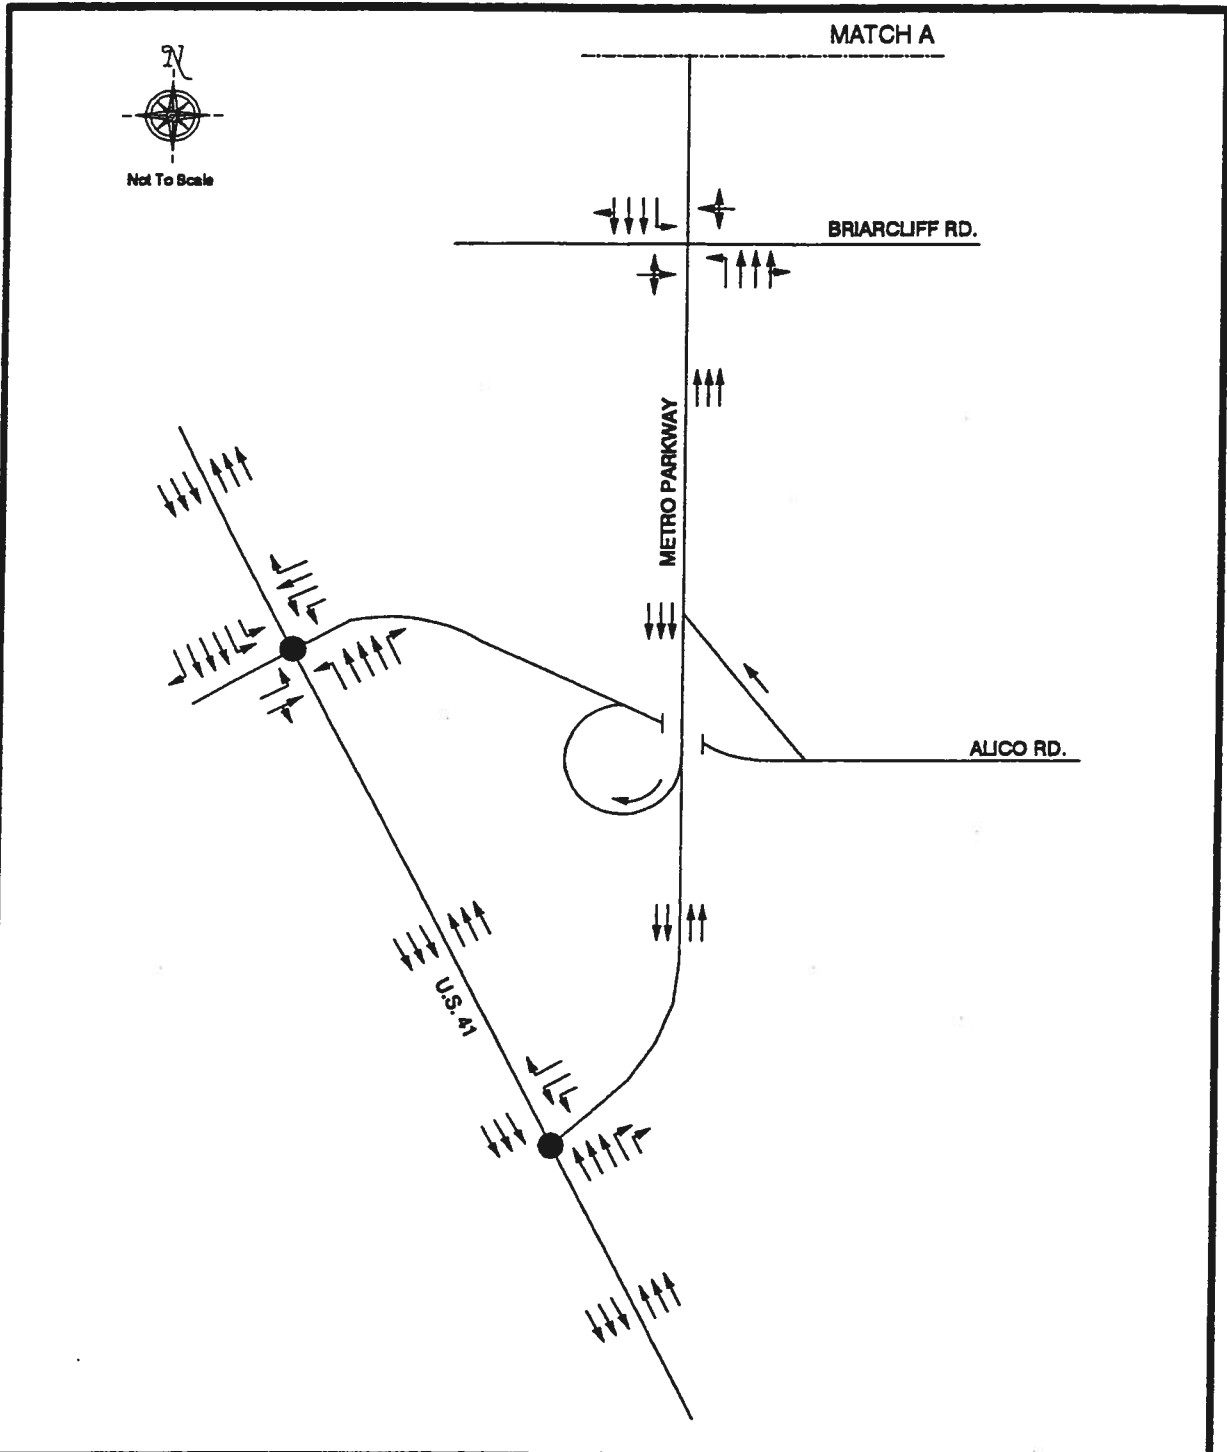 MATCH A
N
Not To Scale
BRIARCLIFF RD.
METRO PARKWAY
ALICO RD.
U.S. 41